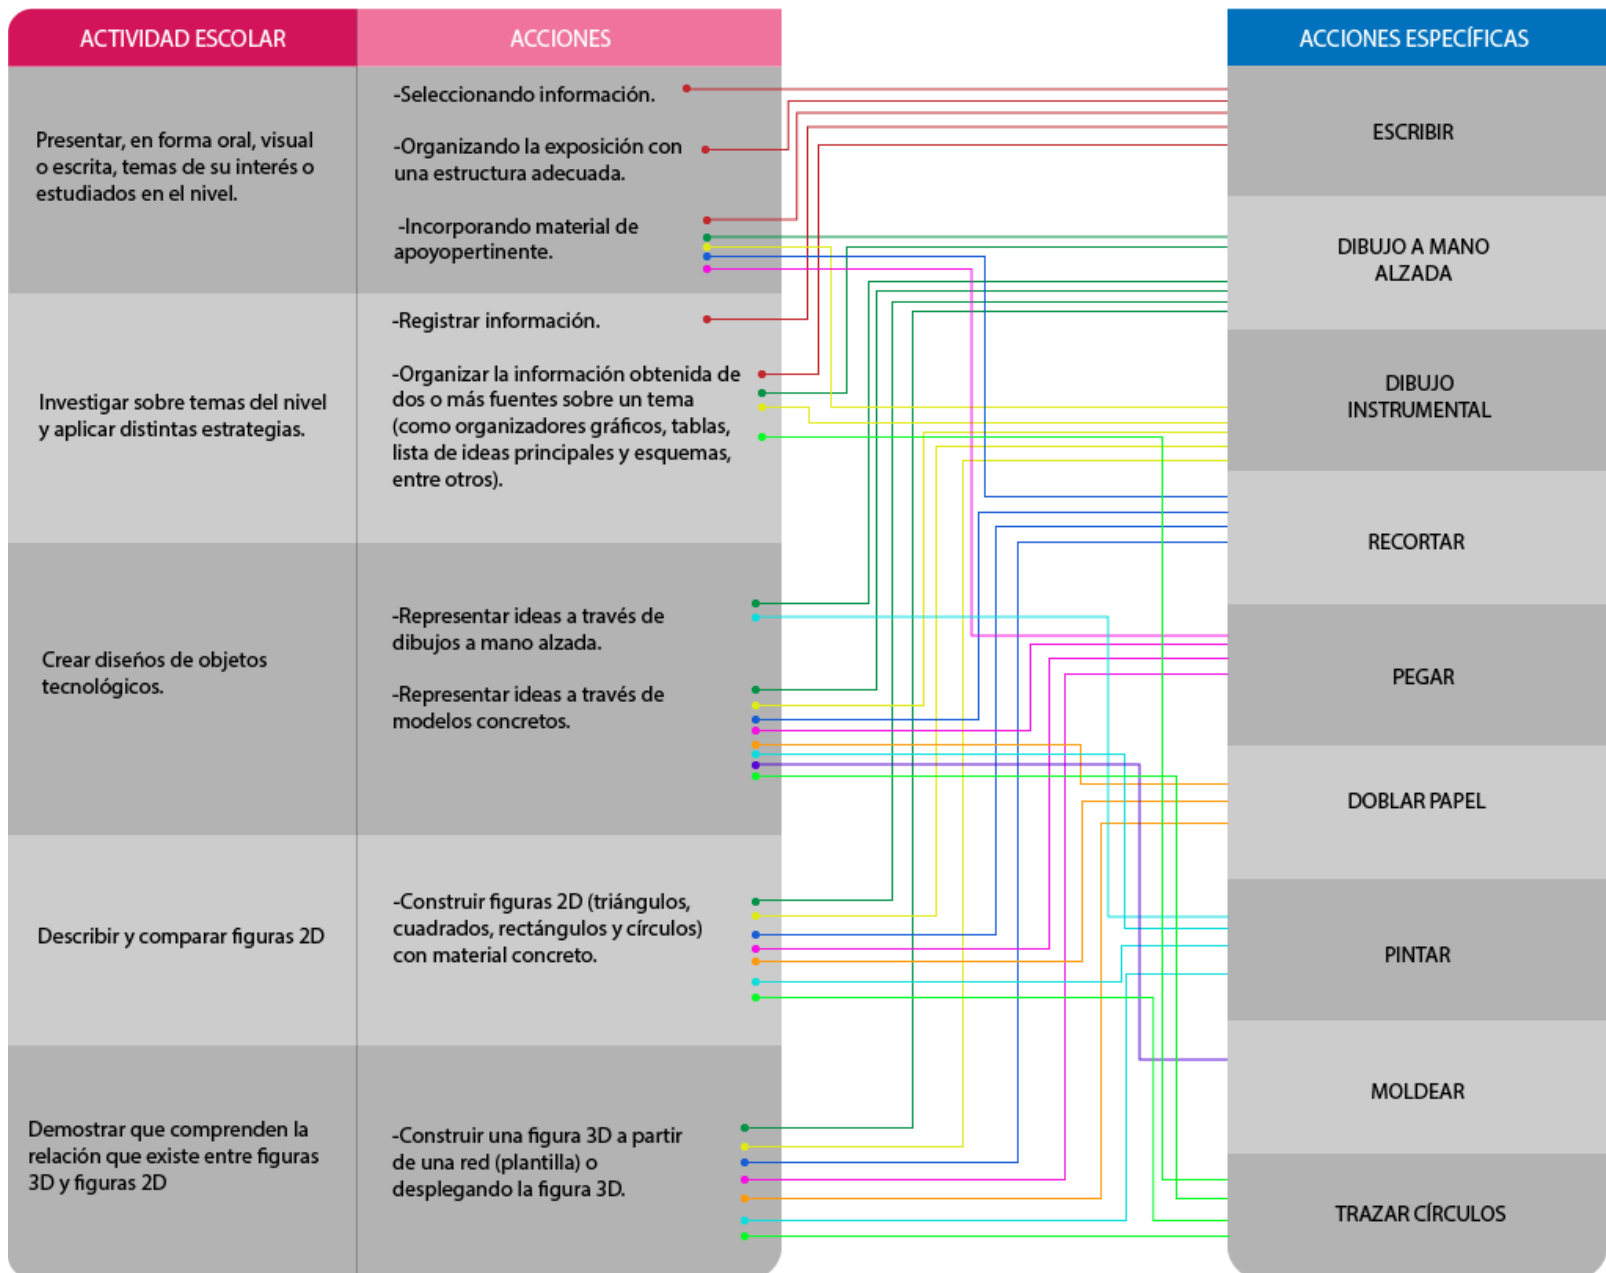 ACTIVIDAD ESCOLAR
ACCIONES
ACCIONES ESPECÍFICAS
Presentar, en forma oral, visual
o escrita, temas de su interés o
estudiados en el nivel.
-Seleccionando información.
-Organizando la exposición con
una estructura adecuada.
-Incorporando material de
apoyopertinente.
Investigar sobre temas del nivel
y aplicar distintas estrategias.
-Registrar información.
-Organizar la información obtenida de
dos o más fuentes sobre un tema
(como organizadores gráficos, tablas,
lista de ideas principales y esquemas,
entre otros).
Crear diseños de objetos
tecnológicos.
-Representar ideas a través de
dibujos a mano alzada.
-Representar ideas a través de
modelos concretos.
Describir y comparar figuras 2D
-Construir figuras 2D (triángulos,
cuadrados, rectángulos y círculos)
con material concreto.
Demostrar que comprenden la
relación que existe entre figuras
3D y figuras 2D
-Construir una figura 3D a partir
de una red (plantilla) o
desplegando la figura 3D.
ESCRIBIR
DIBUJO A MANO
ALZADA
DIBUJO
INSTRUMENTAL
RECORTAR
PEGAR
DOBLAR PAPEL
PINTAR
MOLDEAR
TRAZAR CÍRCULOS